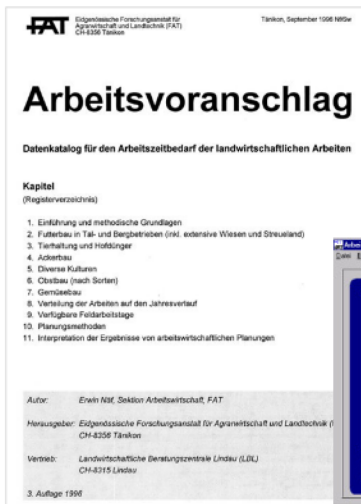 FAT
Eidgenössische Forschungsanstalt für
Agrarwirtschaft und Landtechnik (FAT)
CH-8356 Tänikon
Tänikon, September 1996
Arbeitsvoranschlag
Datenkatalog für den Arbeitszeitbedarf der landwirtschaftlichen Arbeiten
Kapitel
(Registerverzeichnis)
1. Einführung und methodische Grundlagen
2. Futterbau in Tal- und Bergbetrieben (inkl. extensive Wiesen und Streueland)
3. Tierhaltung und Hofdünger
4. Ackerbau
5. Diverse Kulturen
6. Obstbau (nach Sorten)
7. Gemüsebau
8. Verteilung der Arbeiten auf den Jahresverlauf
9. Verfügbare Feldarbeitstage
10. Planungsmethoden
11. Interpretation der Ergebnisse von arbeitswirtschaftlichen Planungen
Autor: Erwin Näf, Sektion Arbeitswirtschaft, FAT
Herausgeber: Eidgenössische Forschungsanstalt für Agrarwirtschaft und Landtechnik (
CH-8356 Tänikon
Vertrieb: Landwirtschaftliche Beratungszentrale Lindau (LBL)
CH-8315 Lindau
3. Auflage 1996